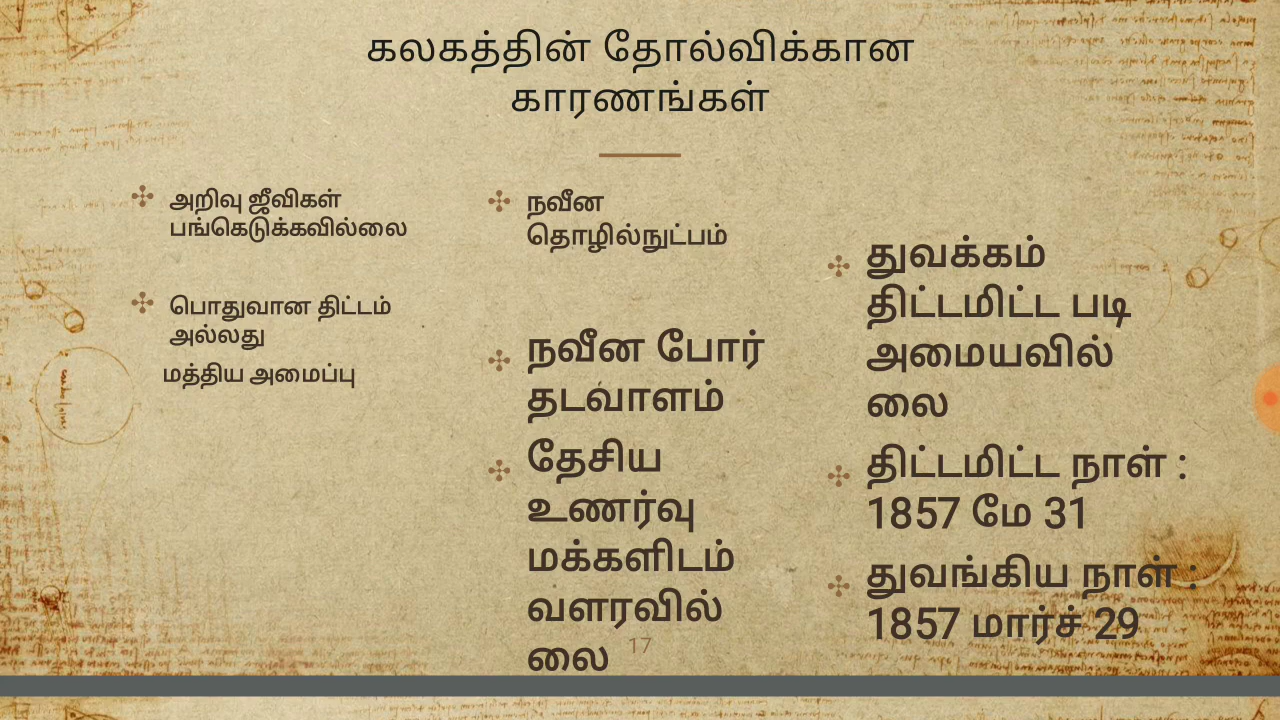 கலகத்தின் தோல்விக்கான
காரணங்கள்
அறிவு ஜீவிகள்
பங்கெடுக்கவில்லை
பொதுவான திட்டம்
அல்லது
மத்திய அமைப்பு
நவீன
தொழில்நுட்பம்
நவீன போர்
தடவாளம்
தேசிய
உணர்வு
மக்களிடம்
வளரவில்
லை
துவக்கம்
திட்டமிட்ட படி
அமையவில்
லை
திட்டமிட்ட நாள் :
1857 மே 31
துவங்கிய நாள் :
1857 மார்ச் 29
17